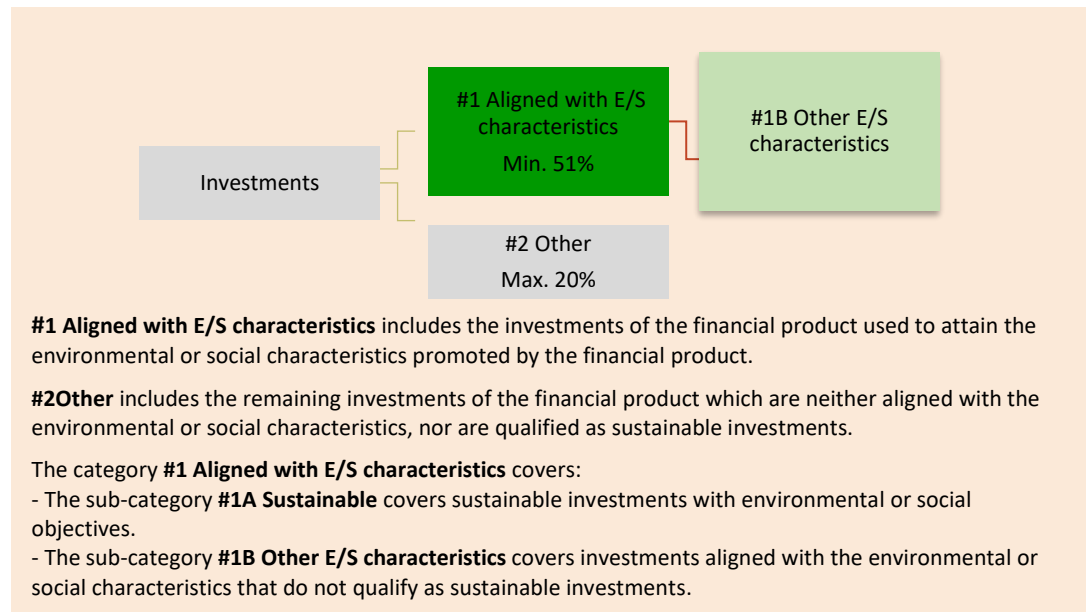 #1 Aligned with E/S
characteristics
Min. 51%
#1B Other E/S
characteristics
Investments
#2 Other
Max. 20%
#1 Aligned with E/S characteristics includes the investments of the financial product used to attain the
environmental or social characteristics promoted by the financial product.
#2Other includes the remaining investments of the financial product which are neither aligned with the
environmental or social characteristics, nor are qualified as sustainable investments.
The category #1 Aligned with E/S characteristics covers:
- The sub-category #1A Sustainable covers sustainable investments with environmental or social
objectives.
- The sub-category #1B Other E/S characteristics covers investments aligned with the environmental or
social characteristics that do not qualify as sustainable investments.